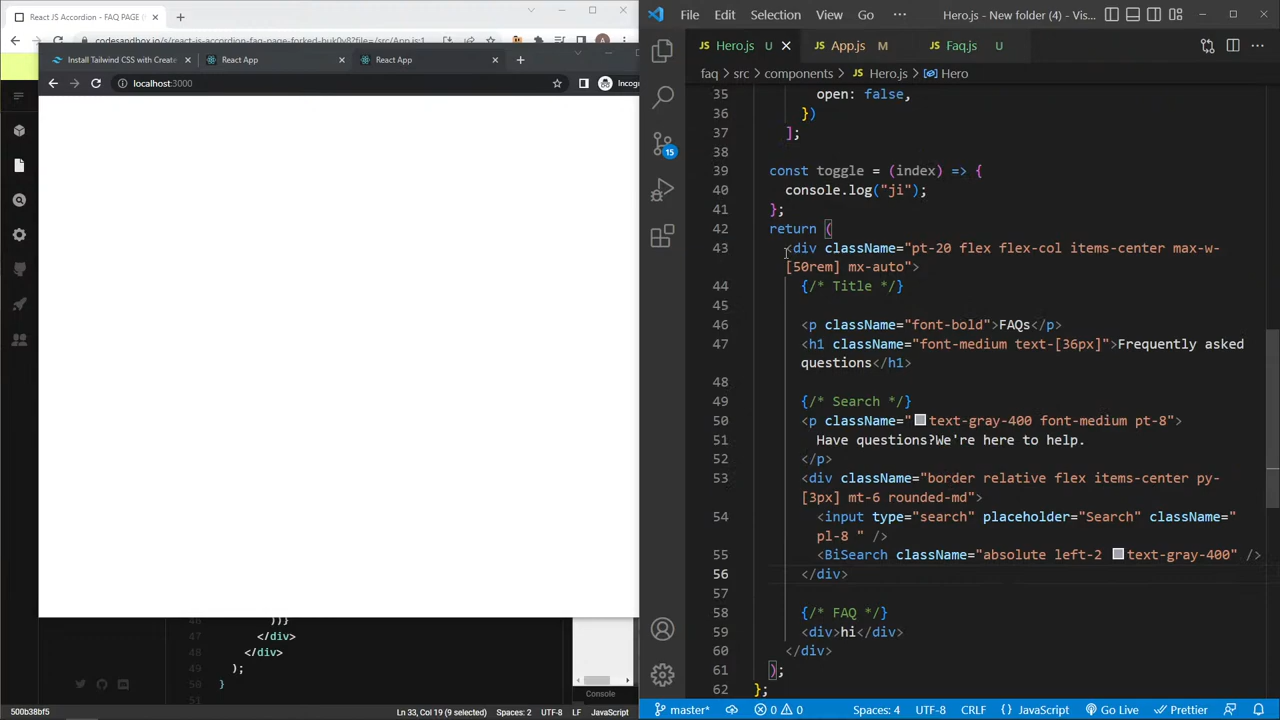 React JS Accordion - FAQ PAGE
codesandbox.io/s/react-js-accordion-faq-page-forked-buk0v8?file=/src/App.js
Install Tailwind CSS with Create
React App
React App
localhost:3000
Incog
46 ))}
47 </div>
48 </div>
49 );
50 }
51
Console
500b38bf5
Ln 33, Col 19 (9 selected)
Spaces: 2
UTF-8
LF
JavaScript
File Edit Selection View Go ···
Hero.js - New folder (4) - Vis...
Hero.js U
App.js M
Faq.js U
faq > src > components > Hero.js > Hero
15
35 open: false,
36 })
37 ];
38
39 const toggle = (index) => {
40 console.log("ji");
41 };
42 return (
43 <div className="pt-20 flex flex-col items-center max-w-
[50rem] mx-auto">
44 {/* Title */}
45
46 <p className="font-bold">FAQs</p>
47 <h1 className="font-medium text-[36px]">Frequently asked
questions</h1>
48
49 {/* Search */}
50 <p className="text-gray-400 font-medium pt-8">
51 Have questions?We're here to help.
52 </p>
53 <div className="border relative flex items-center py-
[3px] mt-6 rounded-md">
54 <input type="search" placeholder="Search" className="
pl-8 " />
55 <BiSearch className="absolute left-2 text-gray-400" />
56 </div>
57
58 {/* FAQ */}
59 <div>hi</div>
60 </div>
61 );
62 };
master*
0 0
Spaces: 4
UTF-8
CRLF
{} JavaScript
Go Live
Prettier